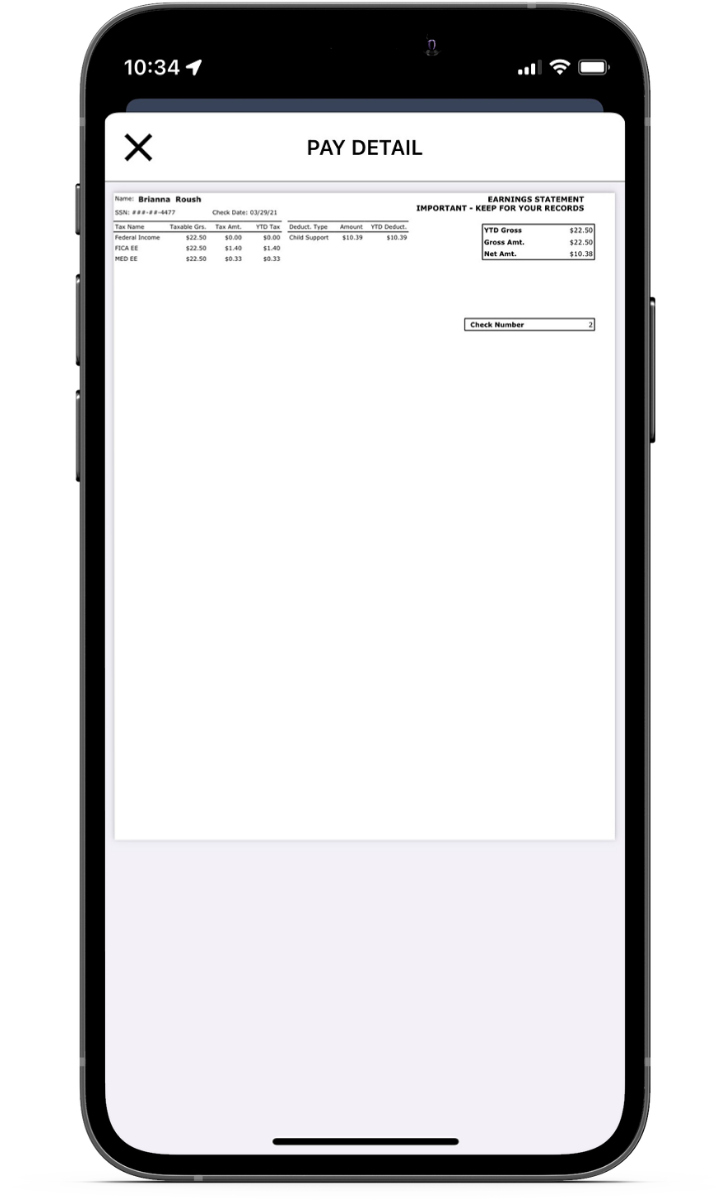 10:34
PAY DETAIL
Name: Brianna Roush
EARNINGS STATEMENT
SSN: ###-##-4477 Check Date: 03/29/21
IMPORTANT - KEEP FOR YOUR RECORDS
Tax Name Taxable Grs. Tax Amt. YTD Tax Deduct. Type Amount YTD Deduct.
Federal Income $22.50 $0.00 $0.00 Child Support $10.39 $10.39
FICA EE $22.50 $1.40 $1.40
MED EE $22.50 $0.33 $0.33
YTD Gross $22.50
Gross Amt. $22.50
Net Amt. $10.38
Check Number 2